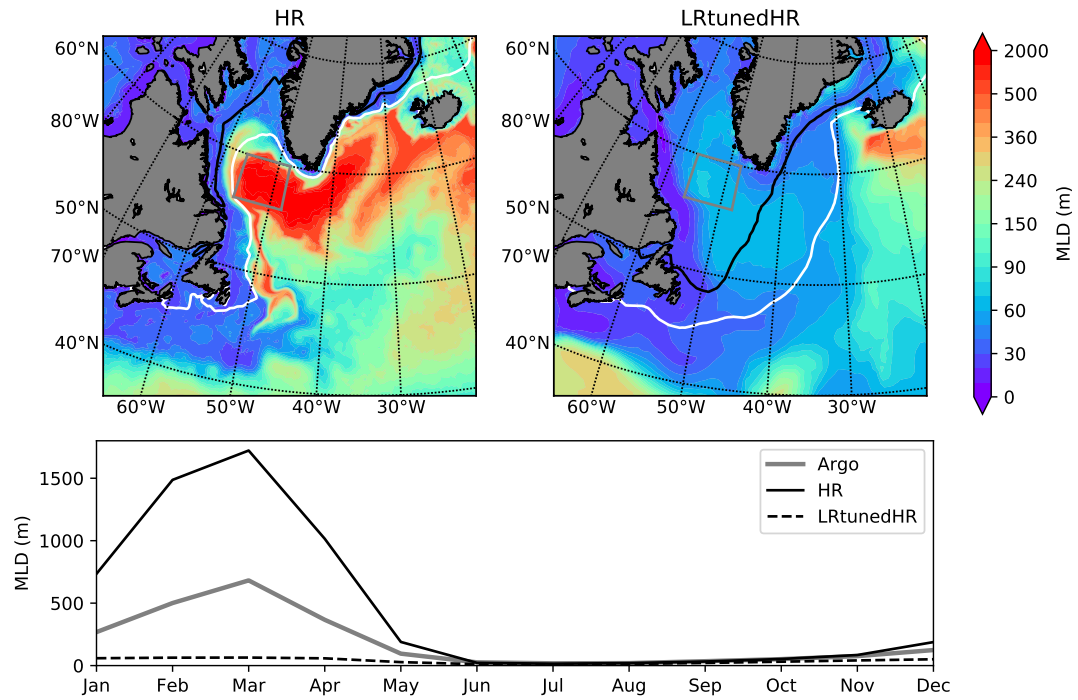 HR
LRtunedHR
60°N
80°W
50°N
70°W
40°N
60°W
50°W
40°W
30°W
60°N
80°W
50°N
70°W
40°N
60°W
50°W
40°W
30°W
2000
500
360
240
150
90
60
30
0
MLD (m)
MLD (m)
1500
1000
500
0
Argo
HR
LRtunedHR
Jan Feb Mar Apr May Jun Jul Aug Sep Oct Nov Dec